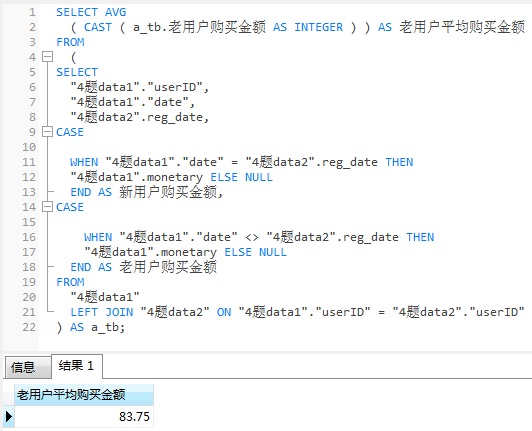 1 SELECT AVG
2 ( CAST ( a_tb.老用户购买金额 AS INTEGER ) ) AS 老用户平均购买金额
3 FROM
4 (
5 SELECT
6 "4题data1"."userID",
7 "4题data1"."date",
8 "4题data2".reg_date,
9 CASE
10
11 WHEN "4题data1"."date" = "4题data2".reg_date THEN
12 "4题data1".monetary ELSE NULL
13 END AS 新用户购买金额,
14 CASE
15
16 WHEN "4题data1"."date" <> "4题data2".reg_date THEN
17 "4题data1".monetary ELSE NULL
18 END AS 老用户购买金额
19 FROM
20 "4题data1"
21 LEFT JOIN "4题data2" ON "4题data1"."userID" = "4题data2"."userID"
22 ) AS a_tb;
信息 结果 1
老用户平均购买金额
83.75